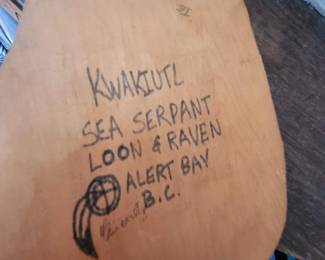 KWAKIUTL
SEA SERPANT
LOON & RAVEN
ALERT BAY
B.C.